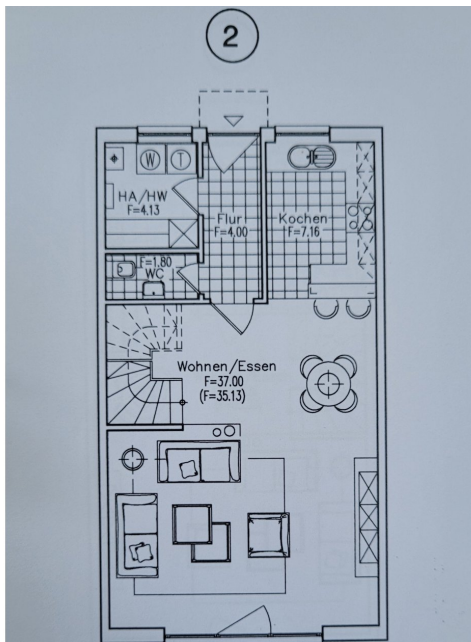 2
W
T
HA/HW
F=4.13
Flur
F=4.00
Kochen
F=7.16
F=1.80
WC
Wohnen/Essen
F=37.00
(F=35.13)